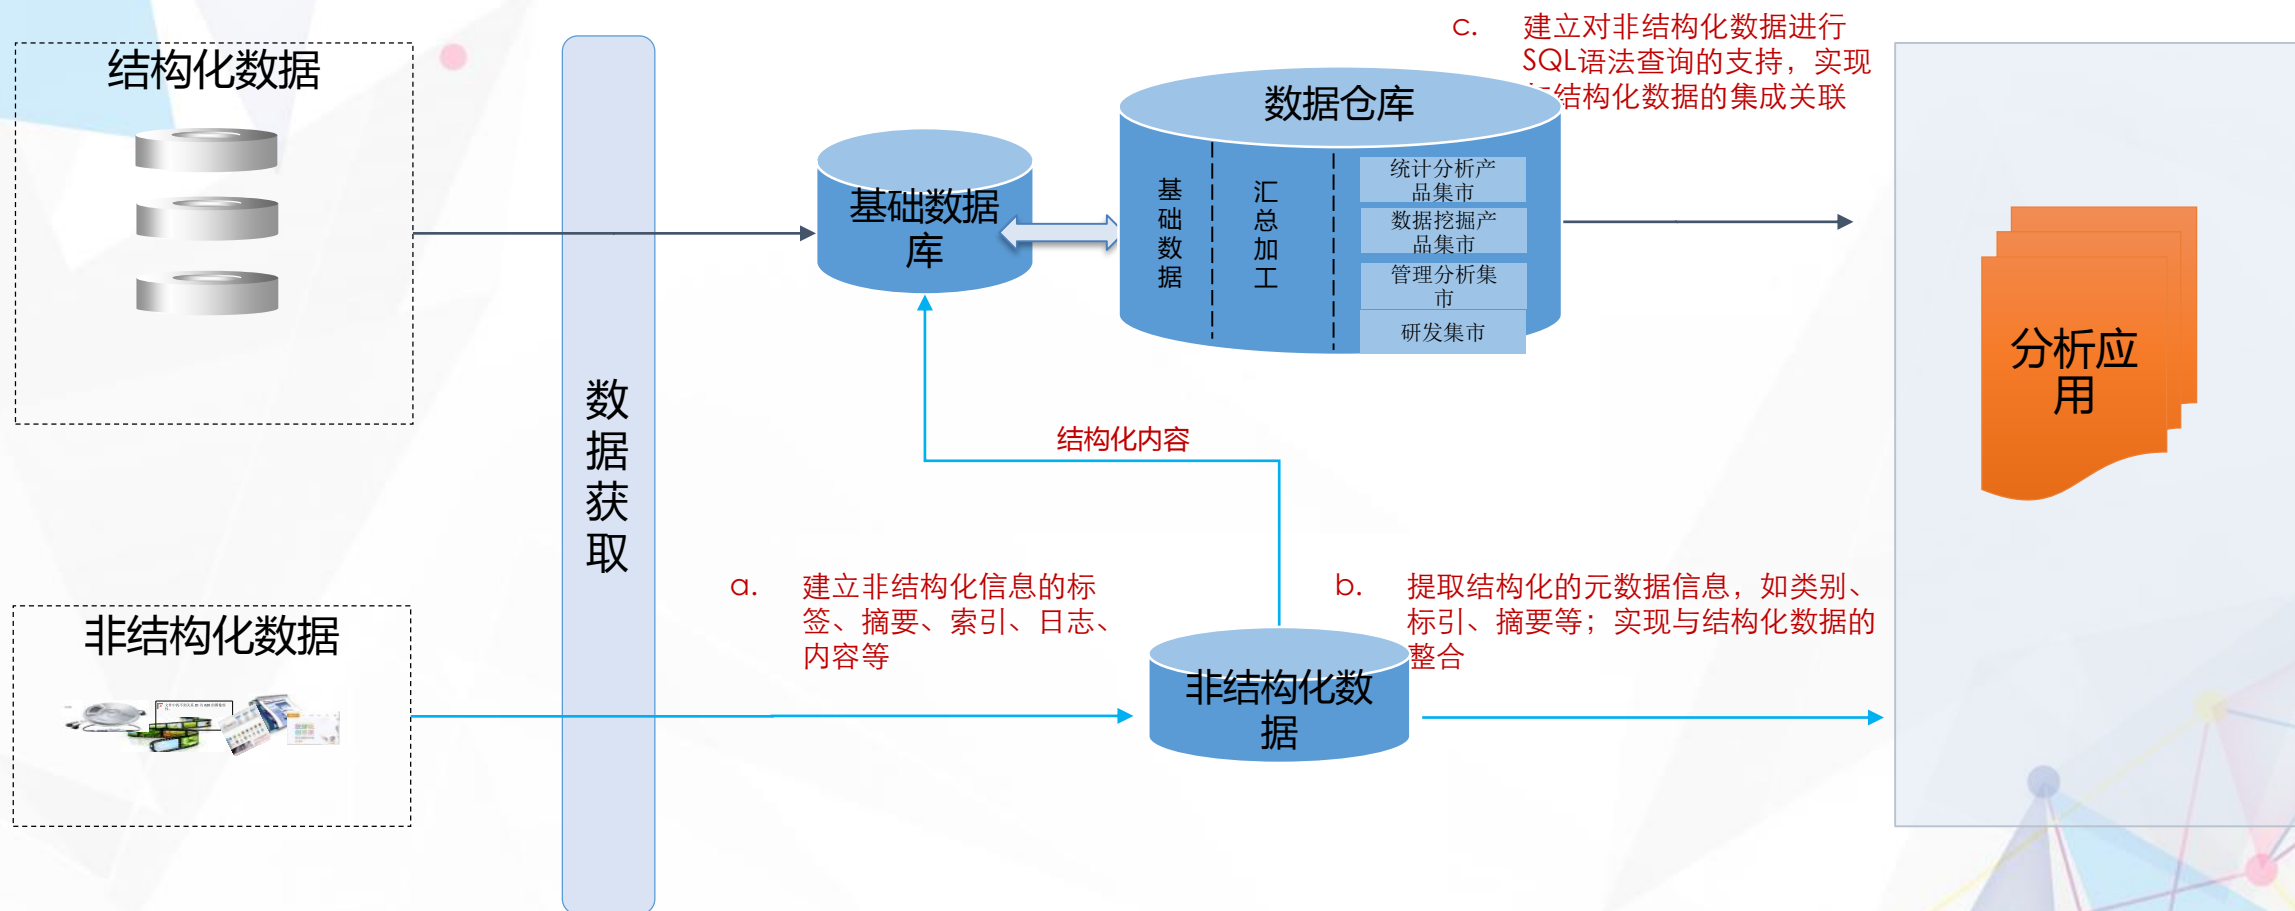 结构化数据
c. 建立对非结构化数据进行
SQL语法查询的支持，实现
结构化数据的集成关联
数据仓库
基础数据
汇总加工
统计分析产
品集市
数据挖掘产
品集市
管理分析集
市
研发集市
基础数据
库
数据获取
分析应
用
结构化内容
非结构化数据
a. 建立非结构化信息的标
签、摘要、索引、日志、
内容等
b. 提取结构化的元数据信息，如类别、
标引、摘要等；实现与结构化数据的
整合
非结构化数
据